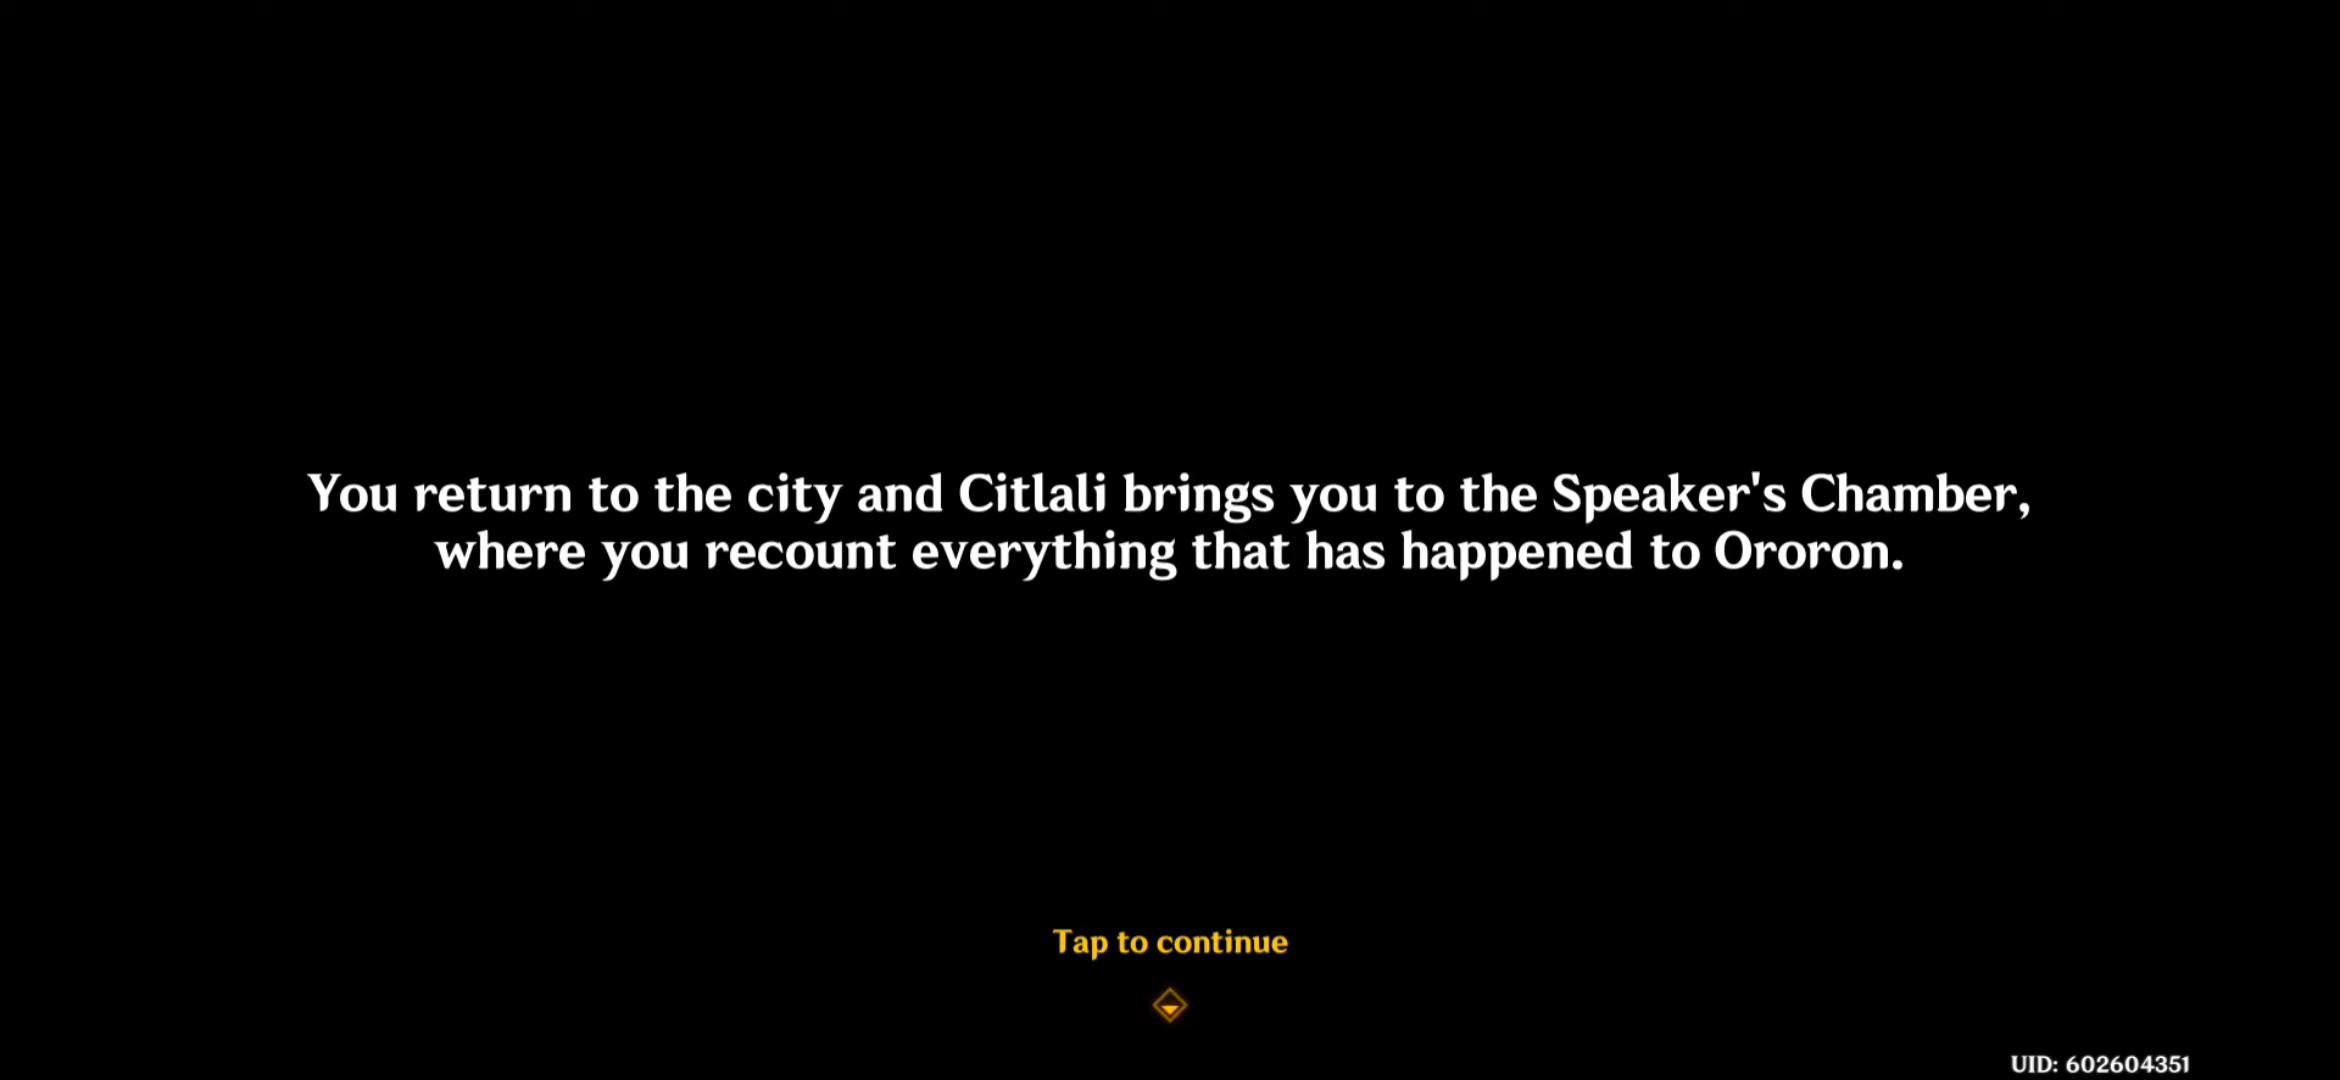 You return to the city and Citlali brings you to the Speaker's Chamber,
where you recount everything that has happened to Ororon.
Tap to continue
UID: 602604351